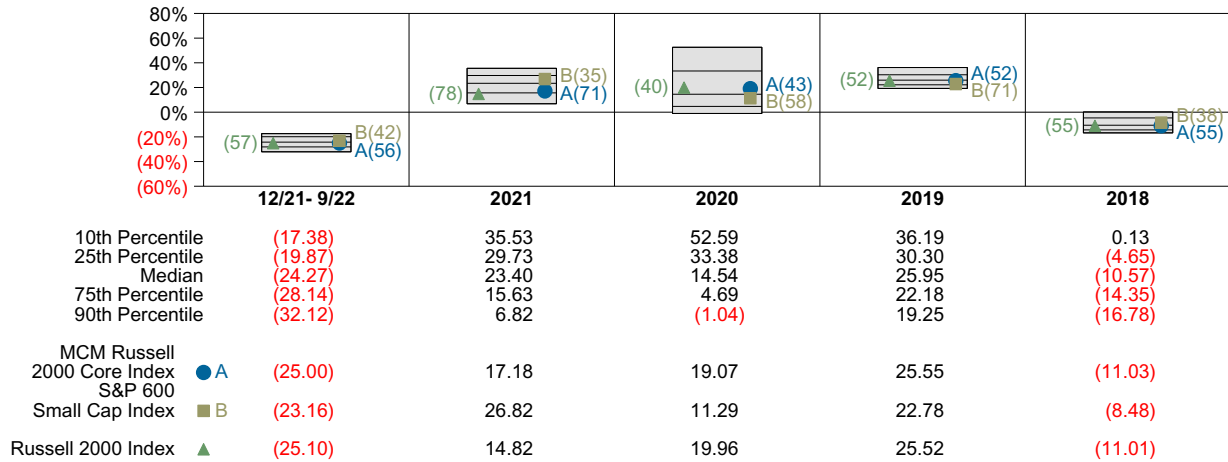 80%
60%
40%
20%
0%
(20%)
(40%)
(60%)
(57) B(42) A(56)
(78) B(35) A(71)
(40) A(43) B(58)
(52) A(52) B(71)
(55) B(38) A(55)
12/21- 9/22 2021 2020 2019 2018
10th Percentile (17.38) 35.53 52.59 36.19 0.13
25th Percentile (19.87) 29.73 33.38 30.30 (4.65)
Median (24.27) 23.40 14.54 25.95 (10.57)
75th Percentile (28.14) 15.63 4.69 22.18 (14.35)
90th Percentile (32.12) 6.82 (1.04) 19.25 (16.78)
MCM Russell
2000 Core Index A (25.00) 17.18 19.07 25.55 (11.03)
S&P 600
Small Cap Index B (23.16) 26.82 11.29 22.78 (8.48)
Russell 2000 Index (25.10) 14.82 19.96 25.52 (11.01)